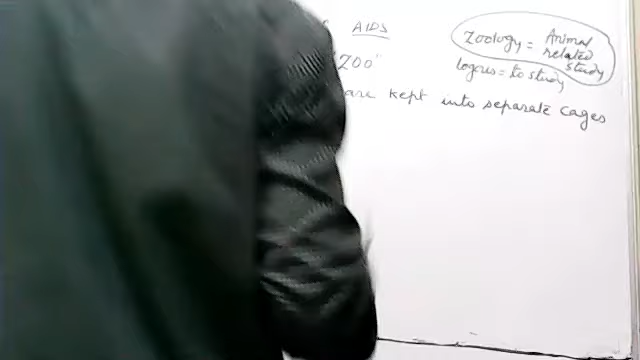 AIDS
ZOO"
Zoology = Animal
related
study
logous = to study
are kept into separate cages